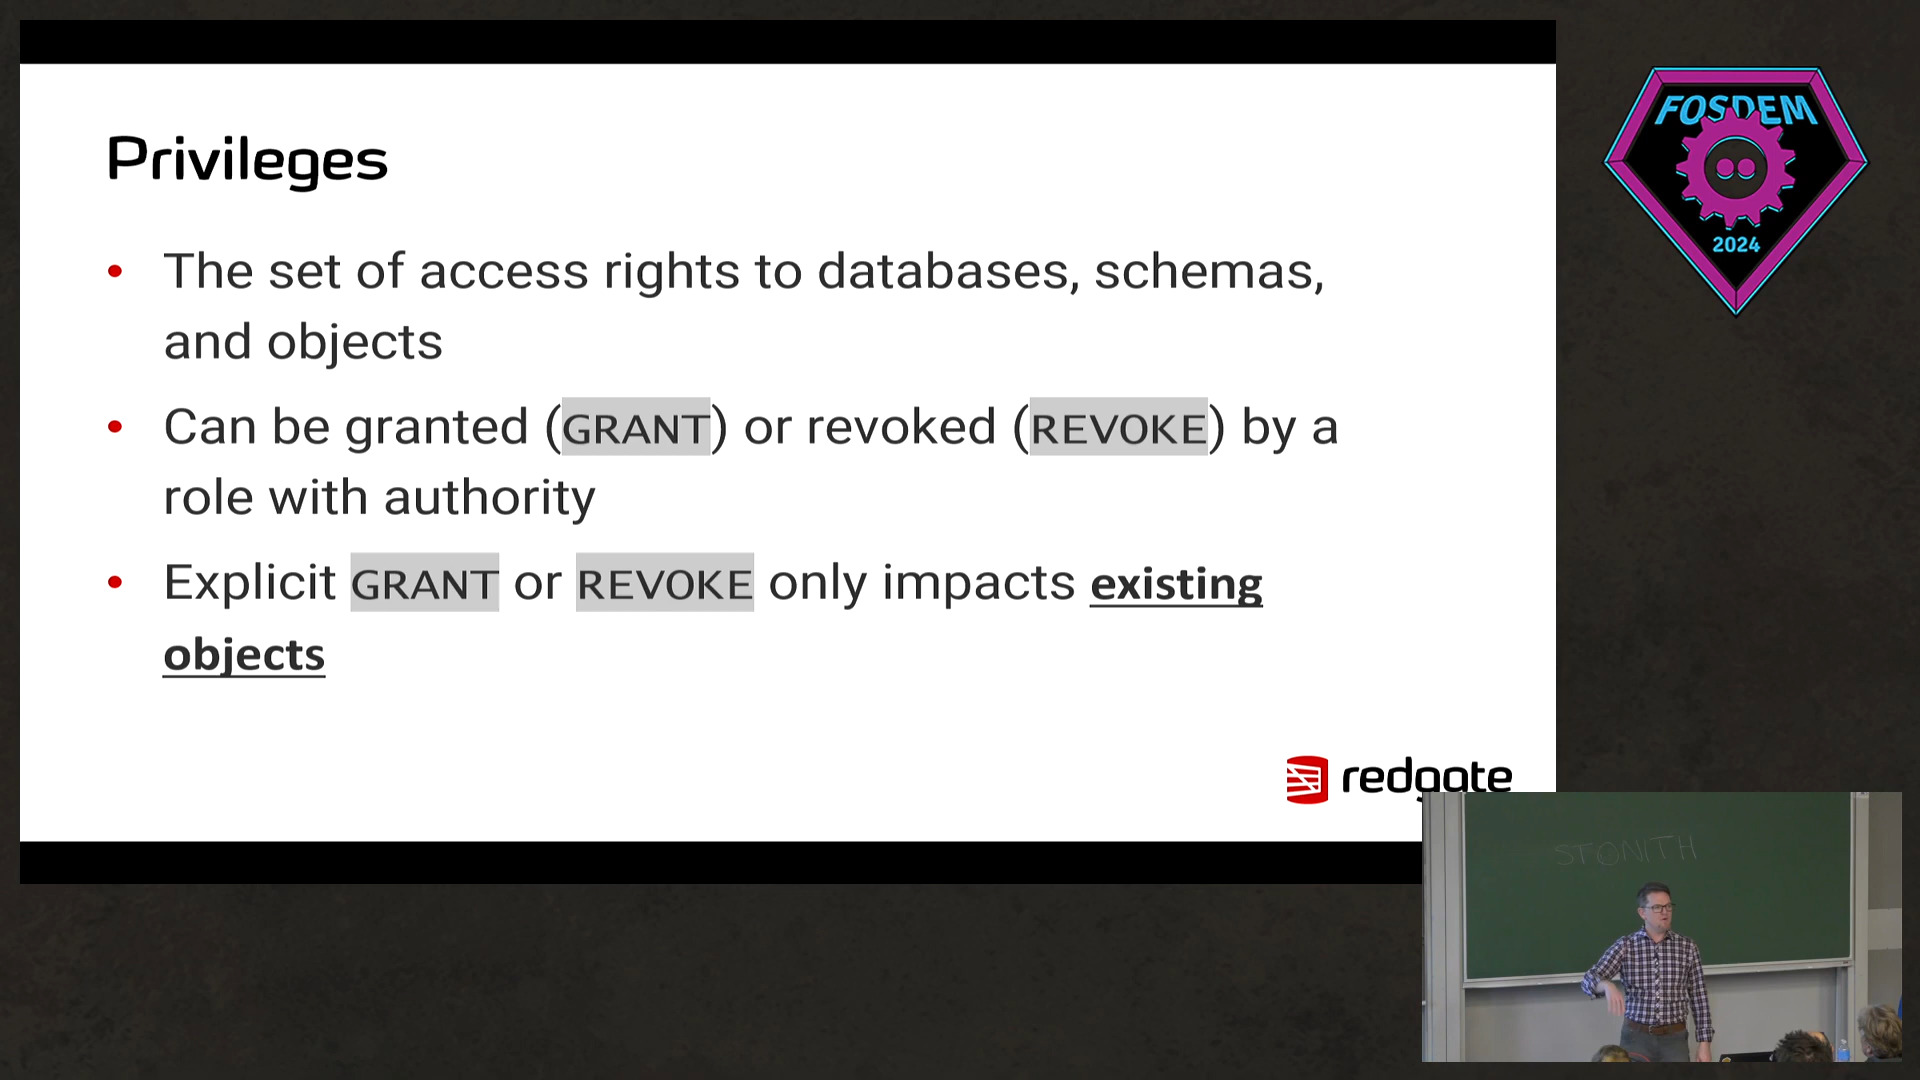 Privileges
• The set of access rights to databases, schemas,
and objects
• Can be granted (GRANT) or revoked (REVOKE) by a
role with authority
• Explicit GRANT or REVOKE only impacts existing
objects
redgate
FOSDEM
2024
STONITH